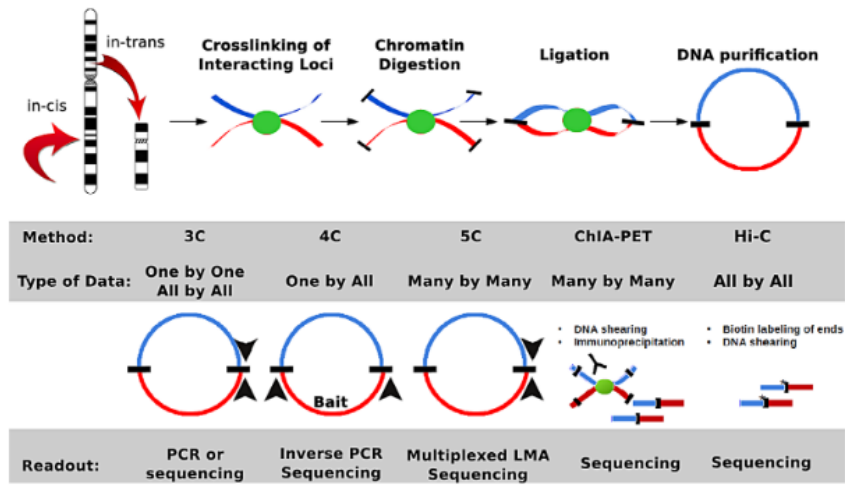 in-trans
in-cis
Crosslinking of
Interacting Loci
Chromatin
Digestion
Ligation
DNA purification
Method: 3C 4C 5C ChIA-PET Hi-C
Type of Data: One by One
All by All One by All Many by Many Many by Many All by All
• DNA shearing
• Immunoprecipitation
• Biotin labeling of ends
• DNA shearing
Bait
Readout: PCR or
sequencing Inverse PCR
Sequencing Multiplexed LMA
Sequencing Sequencing Sequencing